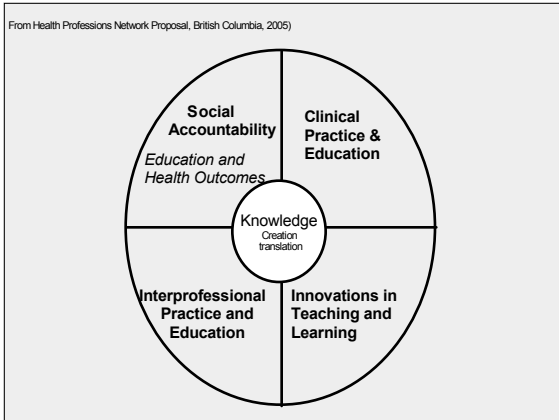 From Health Professions Network Proposal, British Columbia, 2005)
Social
Accountability
Education and
Health Outcomes
Clinical
Practice &
Education
Knowledge
Creation
translation
Interprofessional
Practice and
Education
Innovations in
Teaching and
Learning